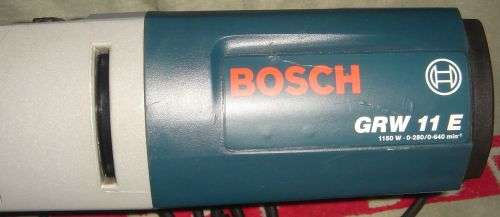 BOSCH
GRW 11 E
1150 W · 0-280/0-640 min⁻¹